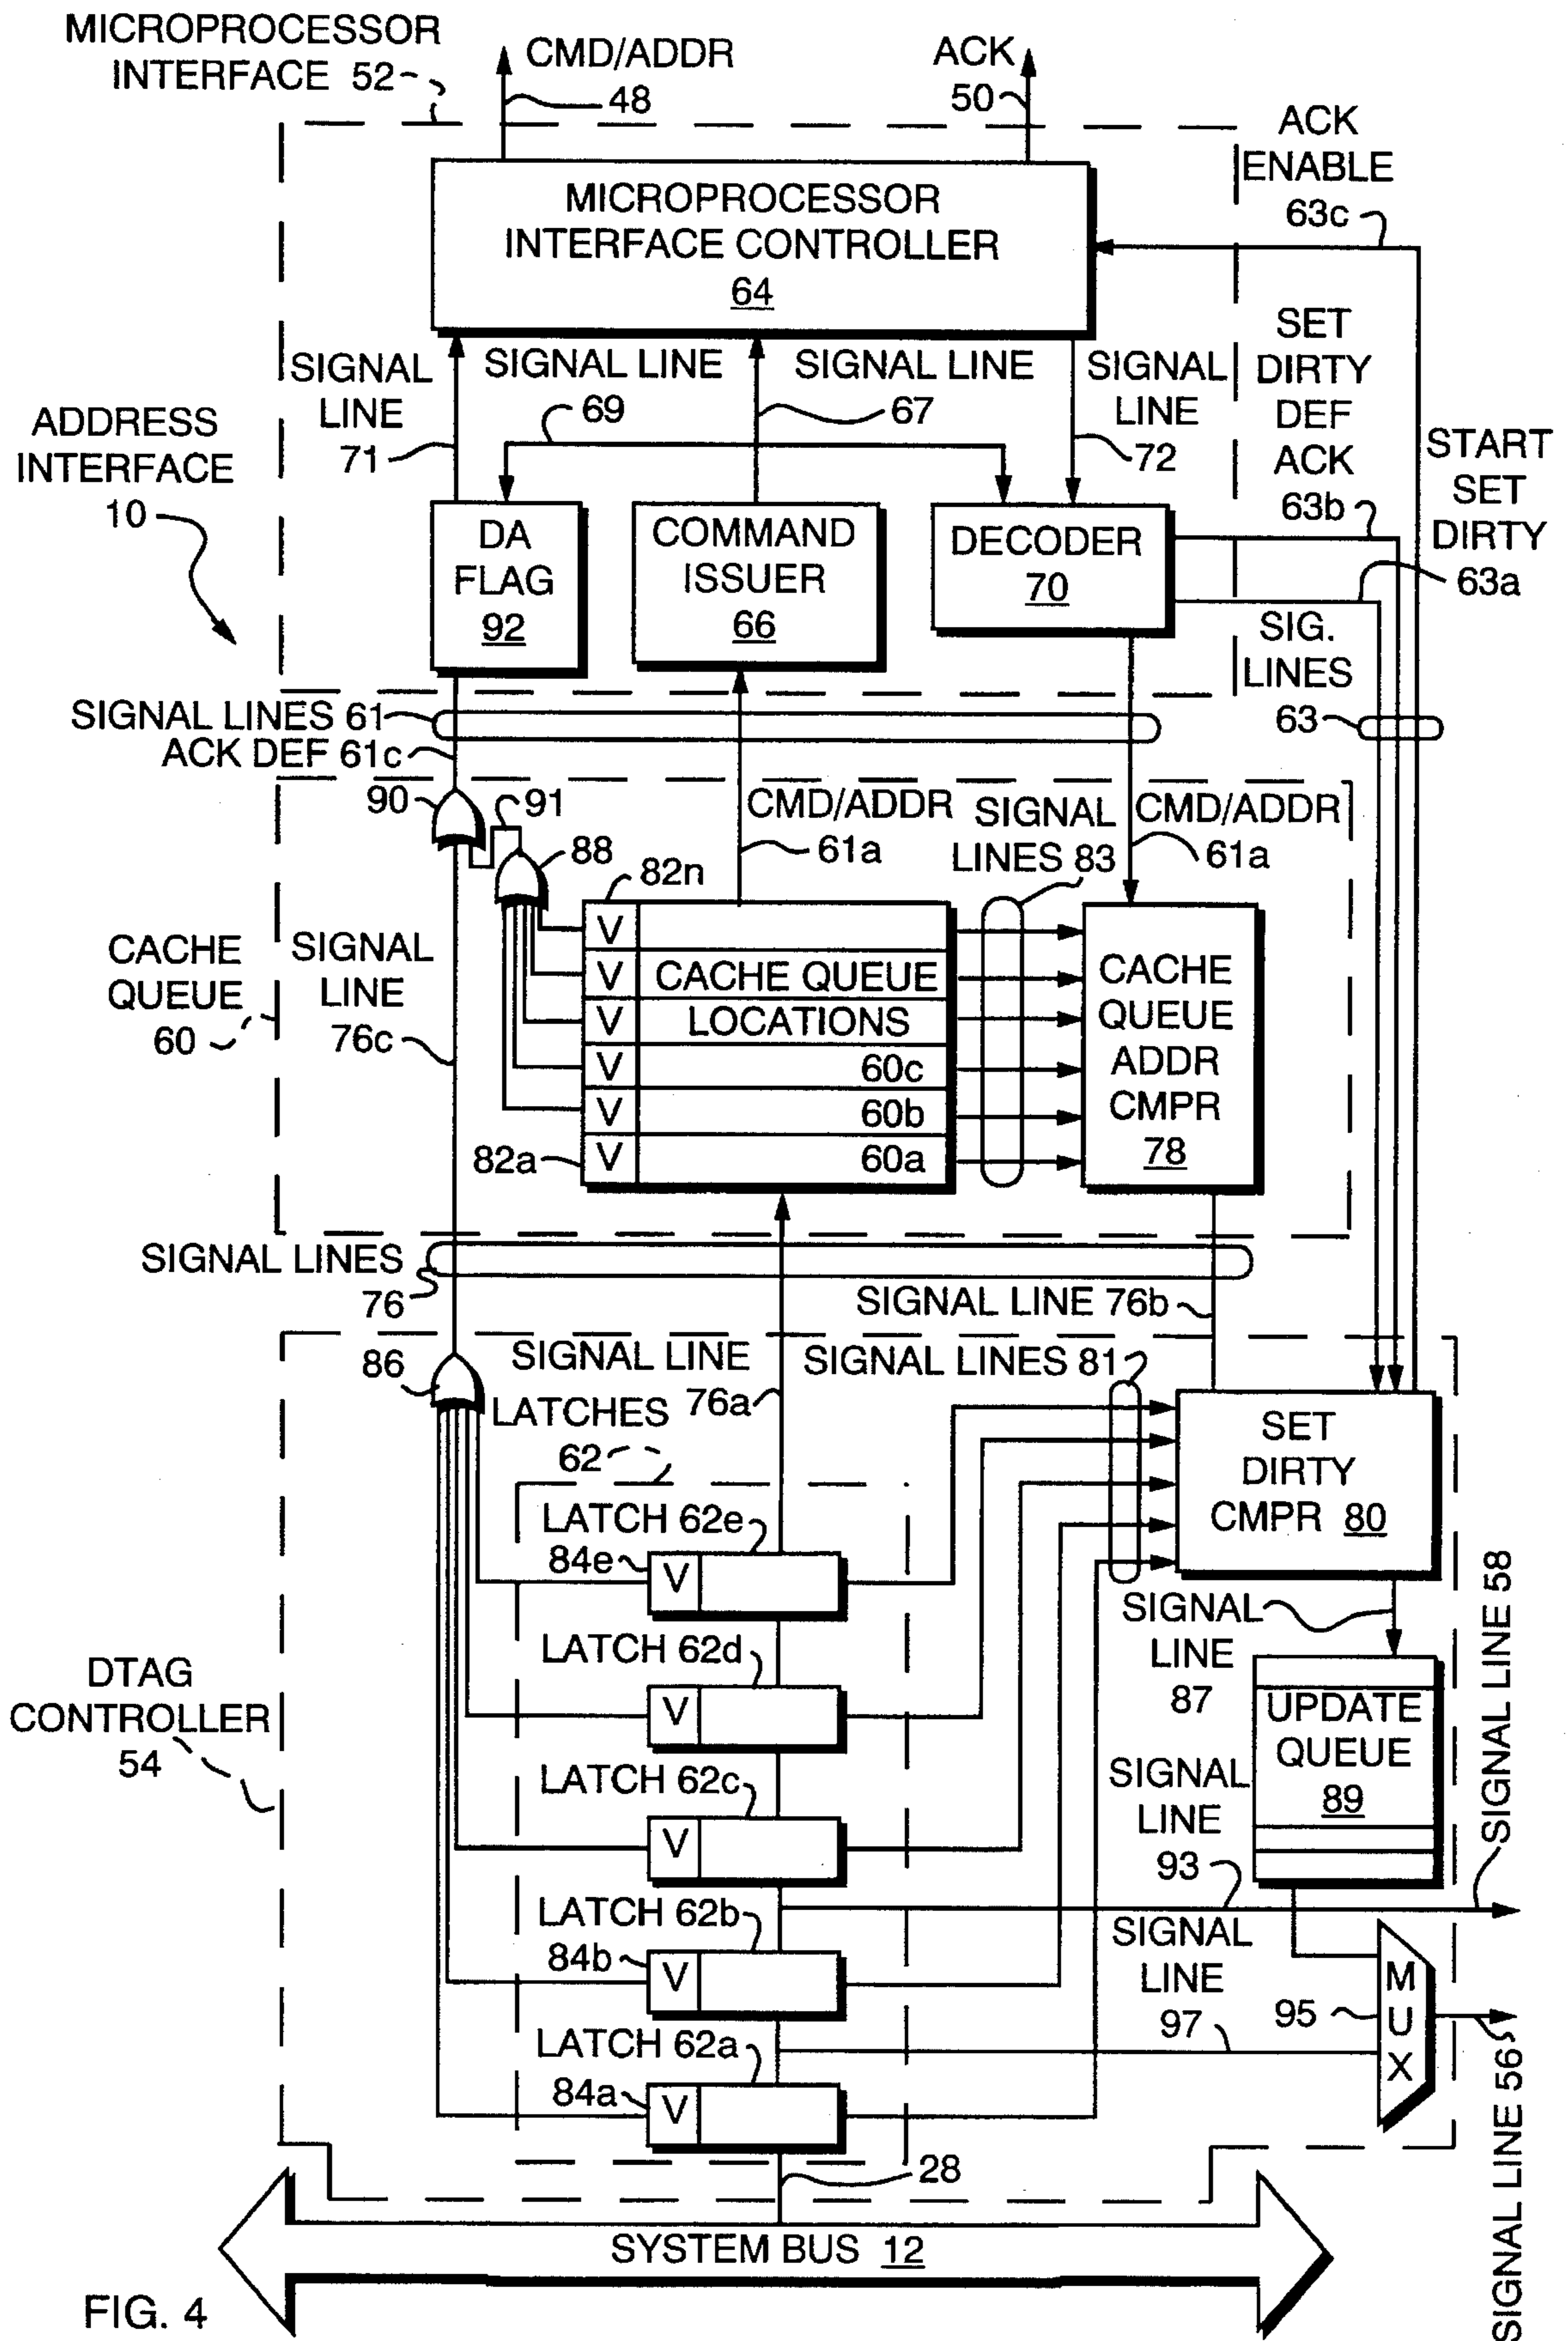 MICROPROCESSOR
INTERFACE 52
CMD/ADDR
48
ACK
50
ACK
ENABLE
63c
MICROPROCESSOR
INTERFACE CONTROLLER
64
SIGNAL
LINE
71
SIGNAL LINE
69
SIGNAL LINE
67
SIGNAL
LINE
72
SET
DIRTY
DEF
ACK
63b
START
SET
DIRTY
63a
ADDRESS
INTERFACE
10
DA
FLAG
92
COMMAND
ISSUER
66
DECODER
70
SIG.
LINES
63
SIGNAL LINES 61
ACK DEF 61c
90
91
88
CMD/ADDR
61a
SIGNAL
LINES 83
CMD/ADDR
61a
82n
CACHE
QUEUE
60
SIGNAL
LINE
76c
V
V CACHE QUEUE
V LOCATIONS
V 60c
V 60b
82a V 60a
CACHE
QUEUE
ADDR
CMPR
78
SIGNAL LINES
76
SIGNAL LINE 76b
86
SIGNAL LINE
76a
SIGNAL LINES 81
LATCHES
62
SET
DIRTY
CMPR 80
LATCH 62e
84e V
SIGNAL
LINE
87
SIGNAL LINE 58
LATCH 62d
V
DTAG
CONTROLLER
54
UPDATE
QUEUE
89
LATCH 62c
V
SIGNAL
LINE
93
LATCH 62b
84b V
SIGNAL
LINE
97
95
M
U
X
LATCH 62a
84a V
SIGNAL LINE 56
28
SYSTEM BUS 12
FIG. 4